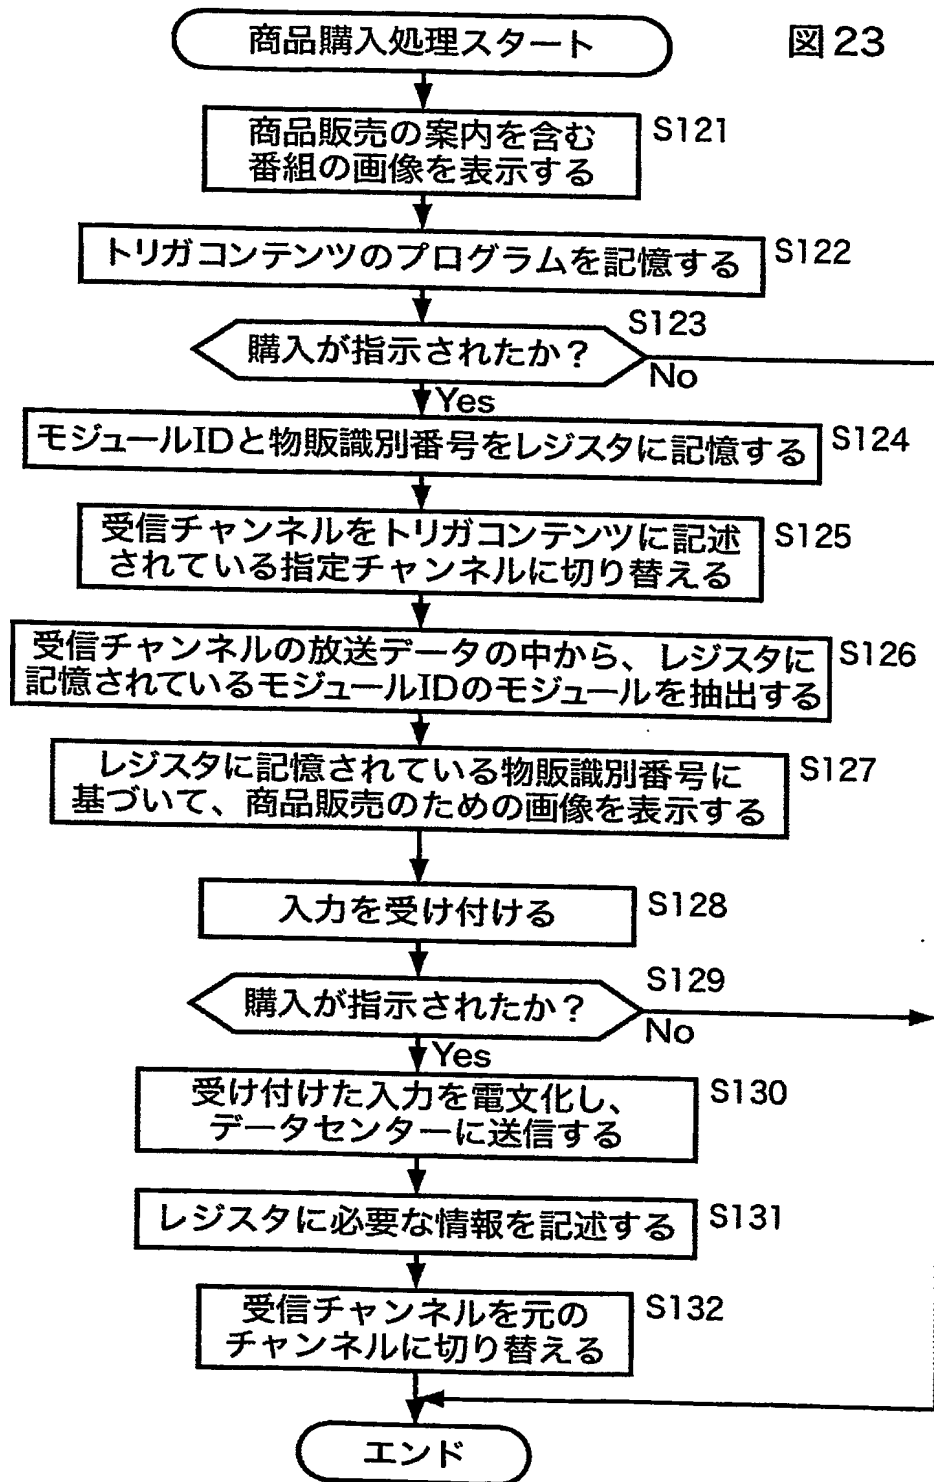 図23
商品購入処理スタート
商品販売の案内を含む
番組の画像を表示する
S121
トリガコンテンツのプログラムを記憶する
S122
購入が指示されたか？
S123
No
Yes
モジュールIDと物販識別番号をレジスタに記憶する
S124
受信チャンネルをトリガコンテンツに記述
されている指定チャンネルに切り替える
S125
受信チャンネルの放送データの中から、レジスタに
記憶されているモジュールIDのモジュールを抽出する
S126
レジスタに記憶されている物販識別番号に
基づいて、商品販売のための画像を表示する
S127
入力を受け付ける
S128
購入が指示されたか？
S129
No
Yes
受け付けた入力を電文化し、
データセンターに送信する
S130
レジスタに必要な情報を記述する
S131
受信チャンネルを元の
チャンネルに切り替える
S132
エンド